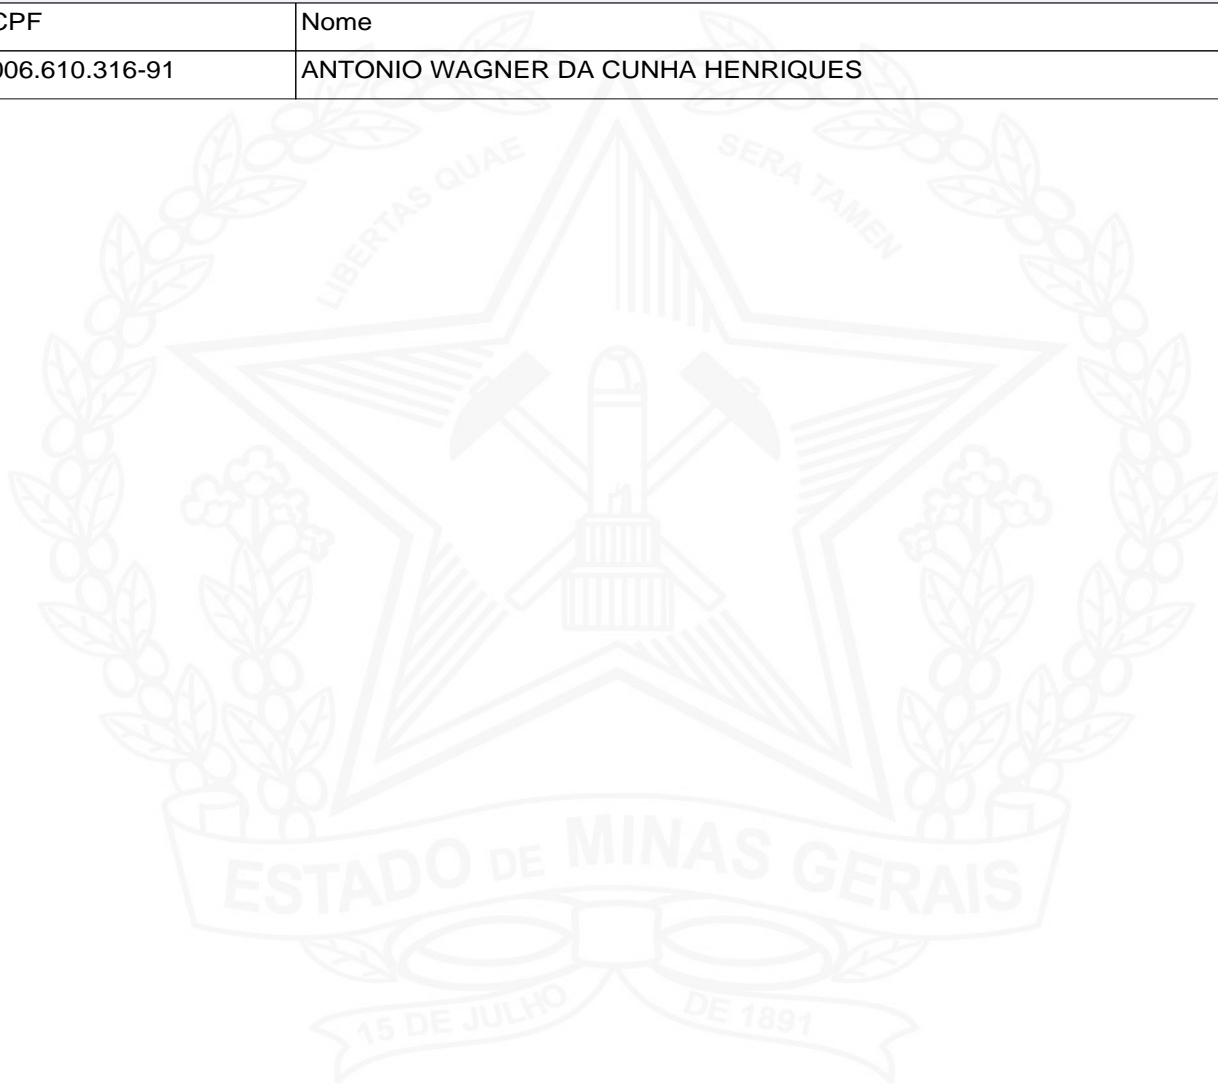 CPF Nome
006.610.316-91 ANTONIO WAGNER DA CUNHA HENRIQUES
LIBERTAS QUAE SERA TAMEN
ESTADO DE MINAS GERAIS
15 DE JULHO DE 1891